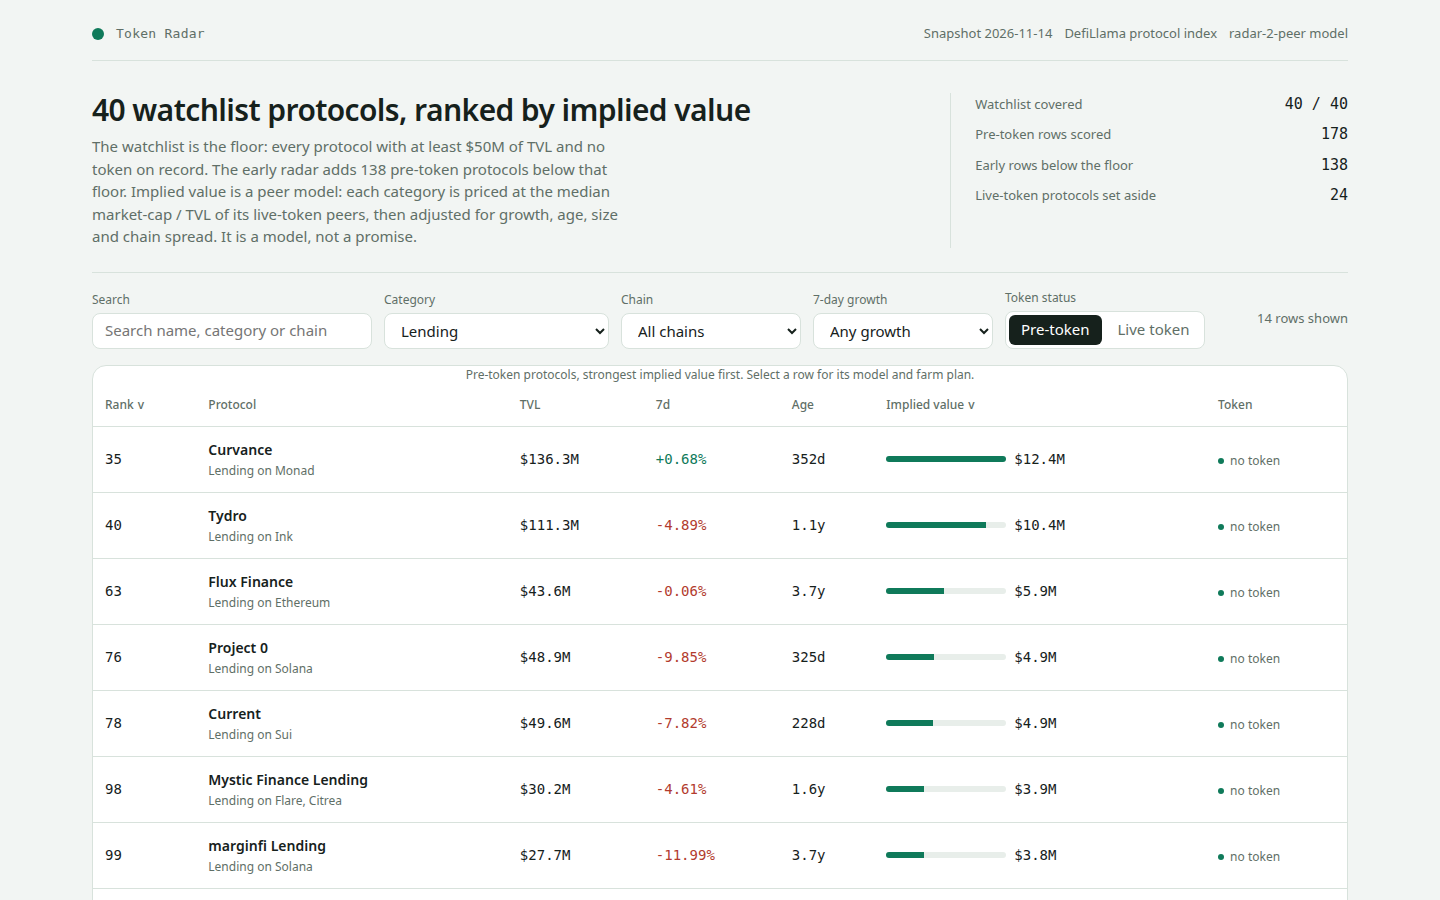 Token Radar
Snapshot 2026-11-14 DefiLlama protocol index radar-2-peer model
40 watchlist protocols, ranked by implied value
The watchlist is the floor: every protocol with at least $50M of TVL and no
token on record. The early radar adds 138 pre-token protocols below that
floor. Implied value is a peer model: each category is priced at the median
market-cap / TVL of its live-token peers, then adjusted for growth, age, size
and chain spread. It is a model, not a promise.
Watchlist covered 40 / 40
Pre-token rows scored 178
Early rows below the floor 138
Live-token protocols set aside 24
Search
Search name, category or chain
Category
Lending
Chain
All chains
7-day growth
Any growth
Token status
Pre-token Live token
14 rows shown
Pre-token protocols, strongest implied value first. Select a row for its model and farm plan.
Rank v Protocol TVL 7d Age Implied value v Token
35 Curvance $136.3M +0.68% 352d $12.4M no token
Lending on Monad
40 Tydro $111.3M -4.89% 1.1y $10.4M no token
Lending on Ink
63 Flux Finance $43.6M -0.06% 3.7y $5.9M no token
Lending on Ethereum
76 Project 0 $48.9M -9.85% 325d $4.9M no token
Lending on Solana
78 Current $49.6M -7.82% 228d $4.9M no token
Lending on Sui
98 Mystic Finance Lending $30.2M -4.61% 1.6y $3.9M no token
Lending on Flare, Citrea
99 marginfi Lending $27.7M -11.99% 3.7y $3.8M no token
Lending on Solana